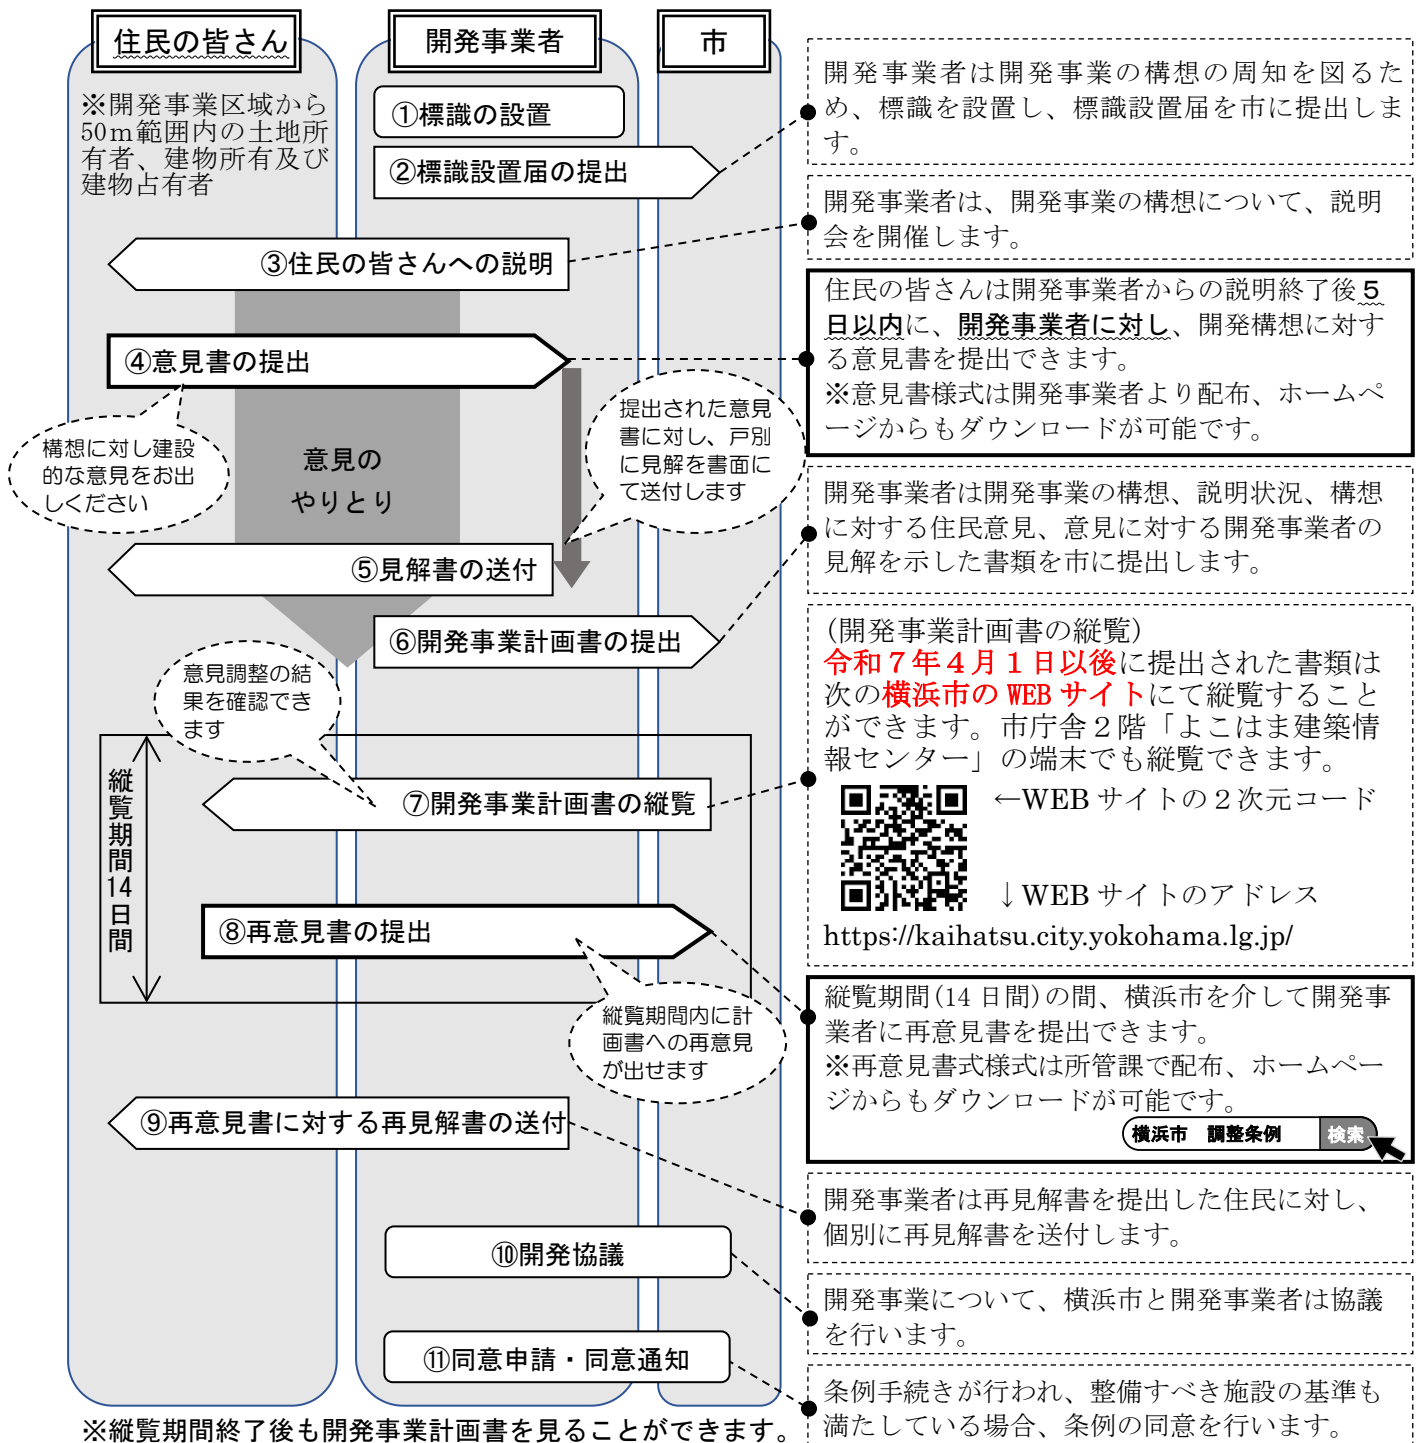 住民の皆さん
開発事業者
市
※開発事業区域から
50m範囲内の土地所
有者、建物所有及び
建物占有者
①標識の設置
②標識設置届の提出
開発事業者は開発事業の構想の周知を図るた
め、標識を設置し、標識設置届を市に提出しま
す。
③住民の皆さんへの説明
開発事業者は、開発事業の構想について、説明
会を開催します。
④意見書の提出
住民の皆さんは開発事業者からの説明終了後5
日以内に、開発事業者に対し、開発構想に対す
る意見書を提出できます。
※意見書様式は開発事業者より配布、ホームペ
ージからもダウンロードが可能です。
構想に対し建設
的な意見をお出
しください
意見の
やりとり
提出された意見
書に対し、戸別
に見解を書面に
て送付します
⑤見解書の送付
⑥開発事業計画書の提出
開発事業者は開発事業の構想、説明状況、構想
に対する住民意見、意見に対する開発事業者の
見解を示した書類を市に提出します。
意見調整の結
果を確認でき
ます
縦覧期間14日間
⑦開発事業計画書の縦覧
(開発事業計画書の縦覧)
令和７年４月１日以後に提出された書類は
次の横浜市の WEB サイトにて縦覧すること
ができます。市庁舎２階「よこはま建築情
報センター」の端末でも縦覧できます。
←WEB サイトの２次元コード
↓WEB サイトのアドレス
https://kaihatsu.city.yokohama.lg.jp/
⑧再意見書の提出
縦覧期間内に計
画書への再意見
が出せます
縦覧期間(14 日間)の間、横浜市を介して開発事
業者に再意見書を提出できます。
※再意見書式様式は所管課で配布、ホームペー
ジからもダウンロードが可能です。
横浜市　調整条例　検索
⑨再意見書に対する再見解書の送付
開発事業者は再見解書を提出した住民に対し、
個別に再見解書を送付します。
⑩開発協議
開発事業について、横浜市と開発事業者は協議
を行います。
⑪同意申請・同意通知
条例手続きが行われ、整備すべき施設の基準も
満たしている場合、条例の同意を行います。
※縦覧期間終了後も開発事業計画書を見ることができます。